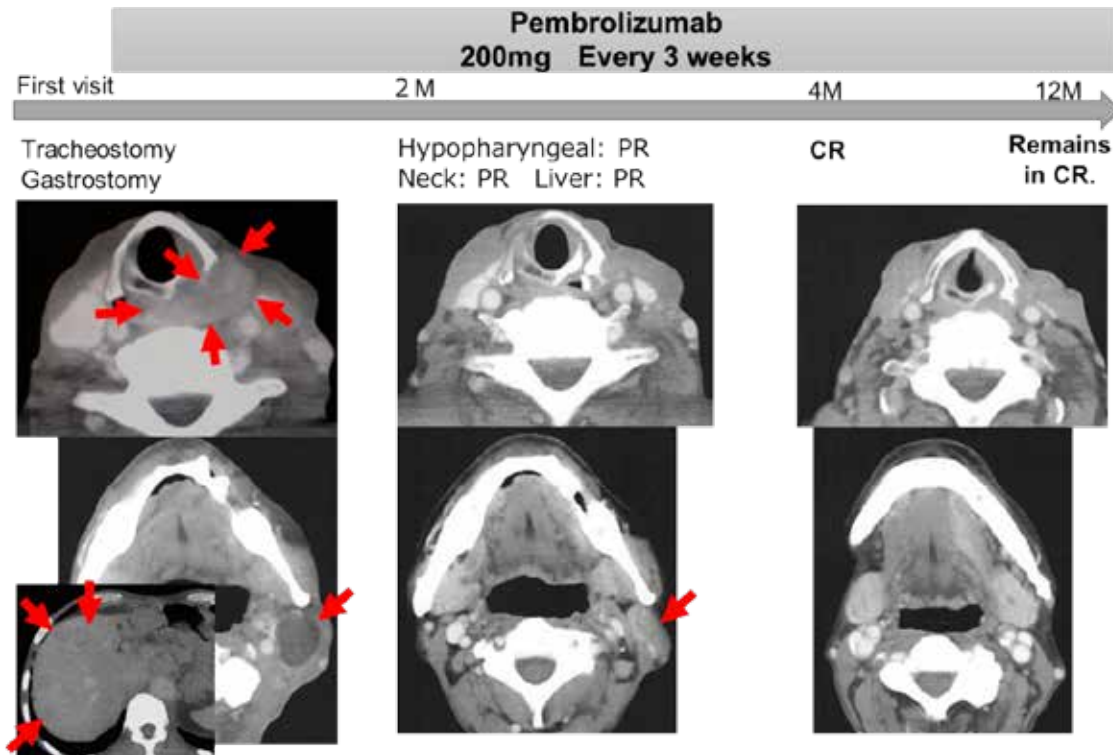 Pembrolizumab
200mg Every 3 weeks
First visit
2 M
4M
12M
Tracheostomy
Gastrostomy
Hypopharyngeal: PR
Neck: PR Liver: PR
CR
Remains
in CR.